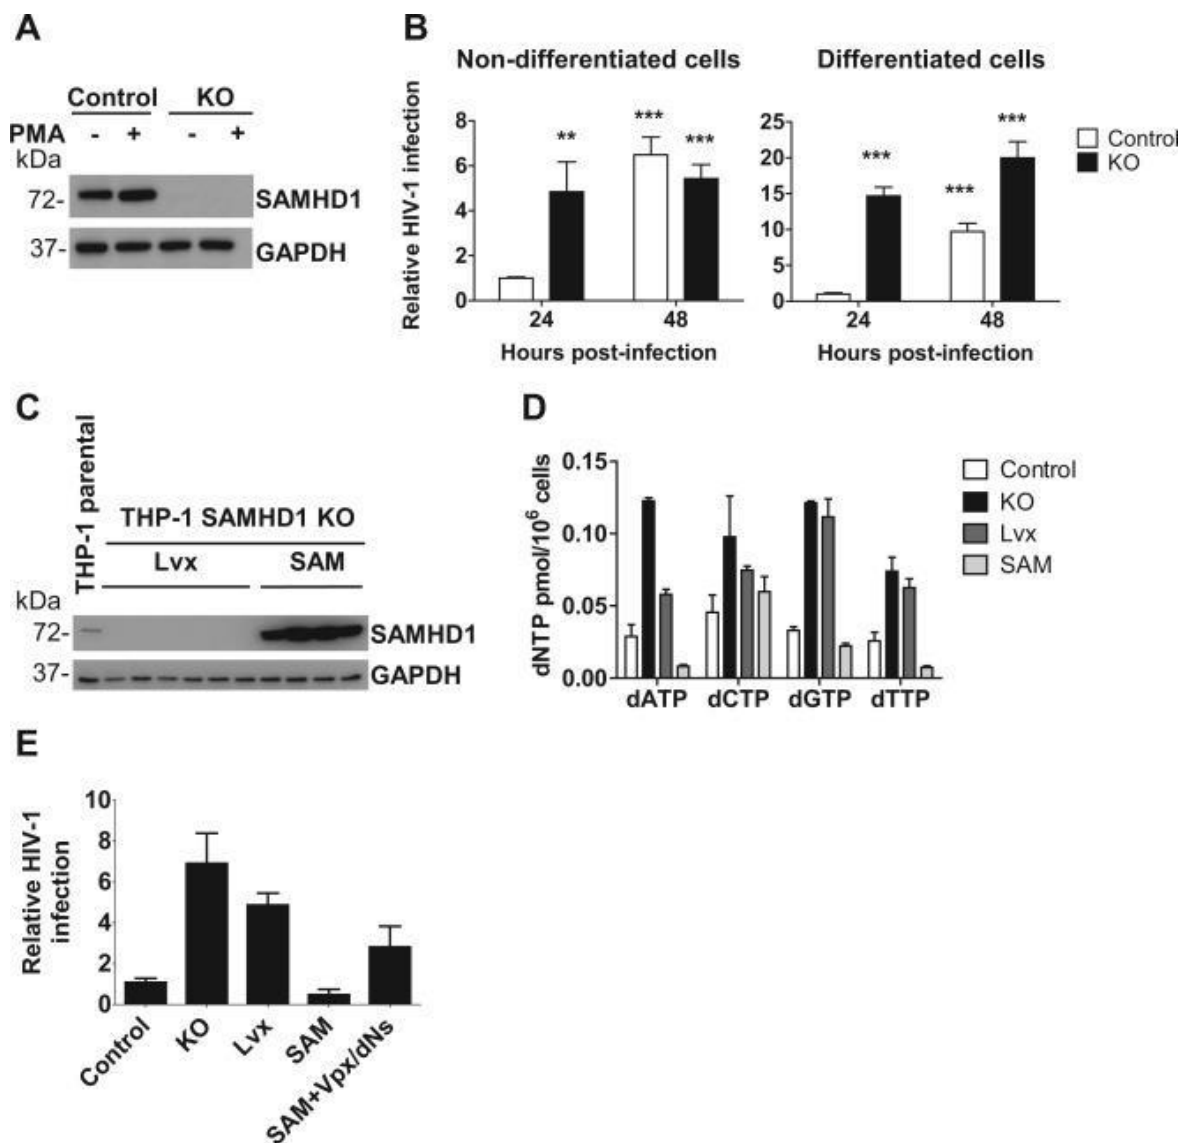 A
Control KO
PMA - + - +
kDa
72- SAMHD1
37- GAPDH
B
Non-differentiated cells
Differentiated cells
Relative HIV-1 infection
8
6
4
2
0
** *** ***
24 48
Hours post-infection
25
20
15
10
5
0
*** *** ***
24 48
Hours post-infection
Control
KO
C
THP-1 parental
THP-1 SAMHD1 KO
Lvx SAM
kDa
72- SAMHD1
37- GAPDH
D
dNTP pmol/10⁶ cells
0.15
0.10
0.05
0.00
dATP dCTP dGTP dTTP
Control
KO
Lvx
SAM
E
Relative HIV-1
infection
10
8
6
4
2
0
Control
KO
Lvx
SAM
SAM+Vpx/dNs